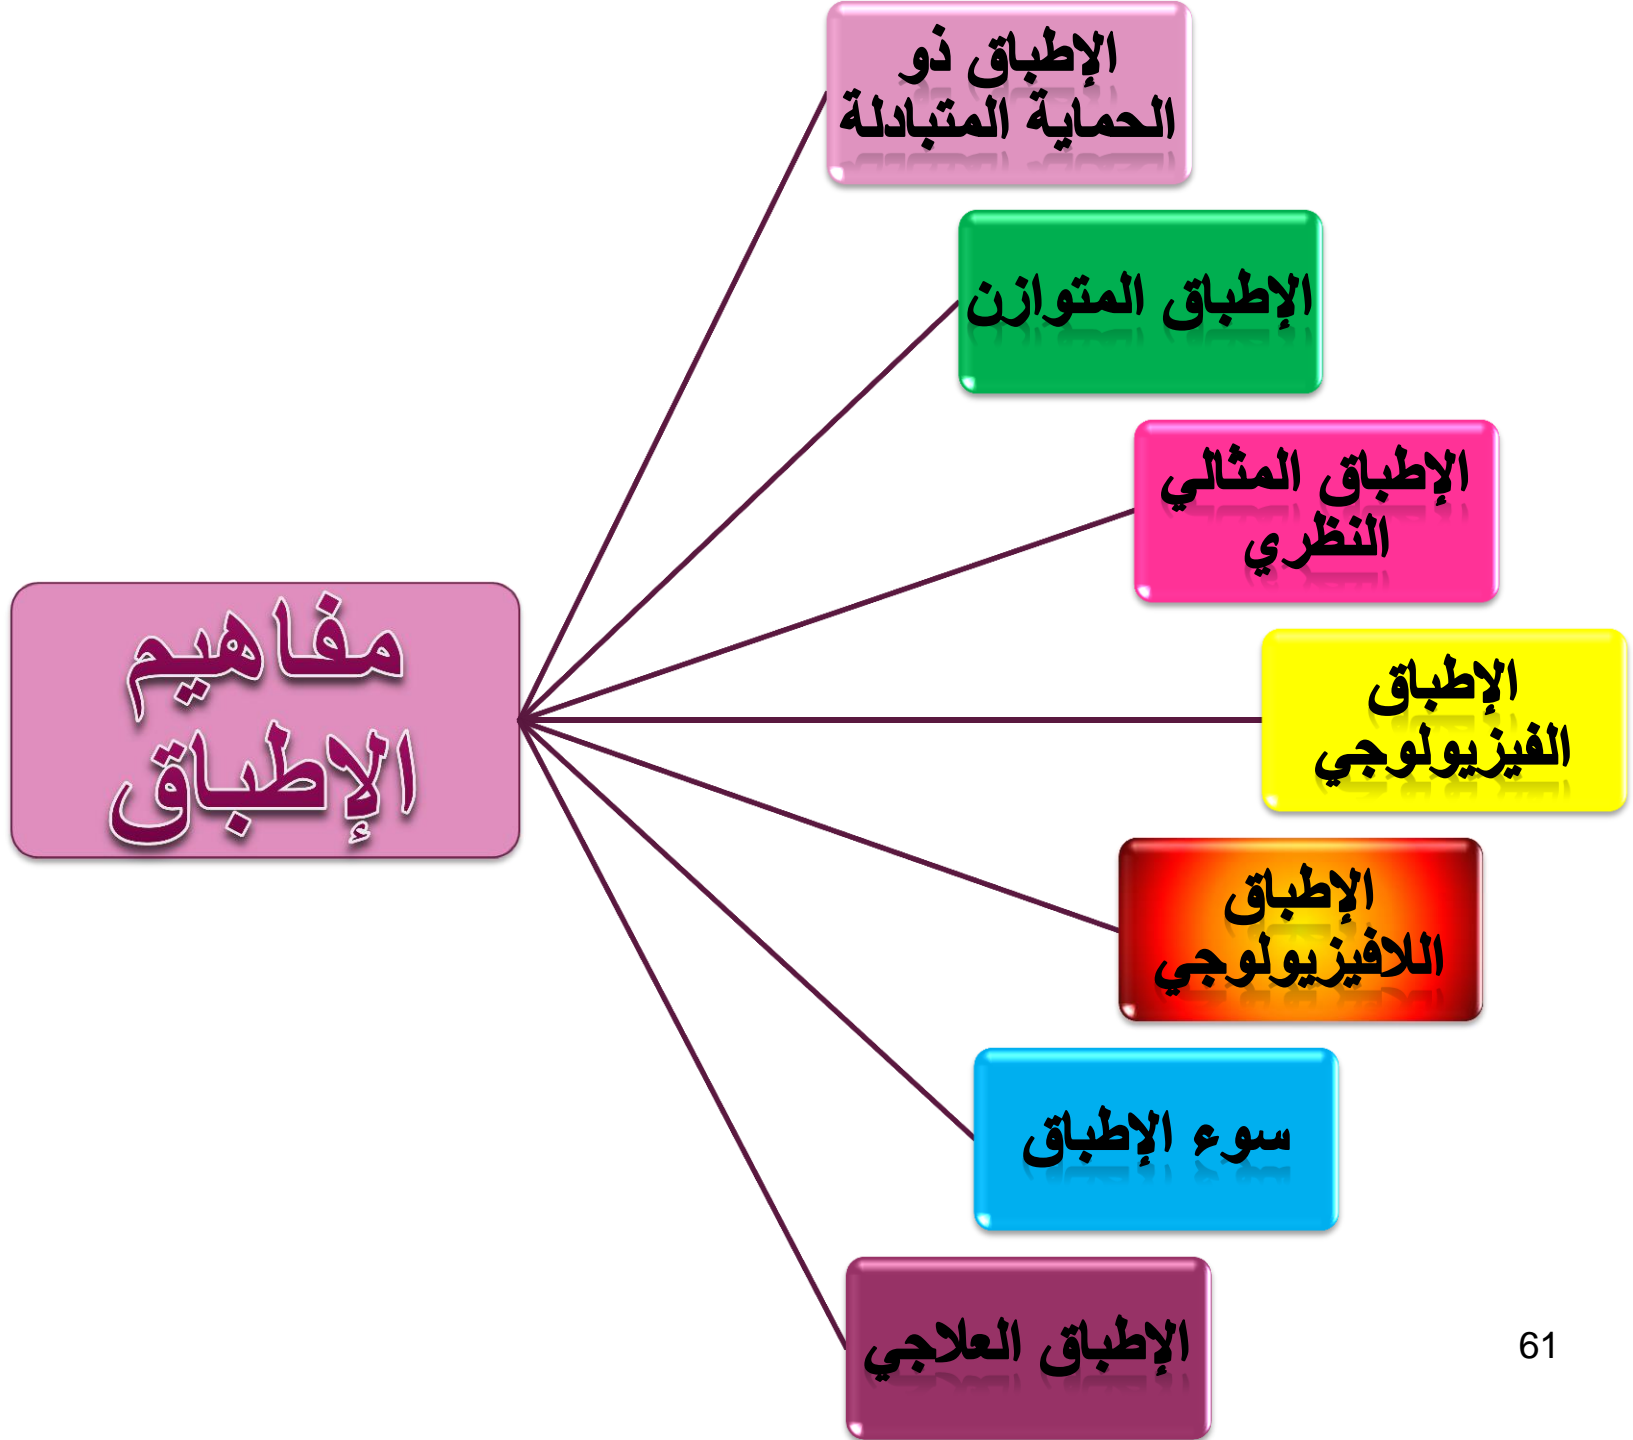 مفاهيم
الإطباق
الإطباق ذو
الحماية المتبادلة
الإطباق المتوازن
الإطباق المثالي
النظري
الإطباق
الفيزيولوجي
الإطباق
اللافيزيولوجي
سوء الإطباق
الإطباق العلاجي
61